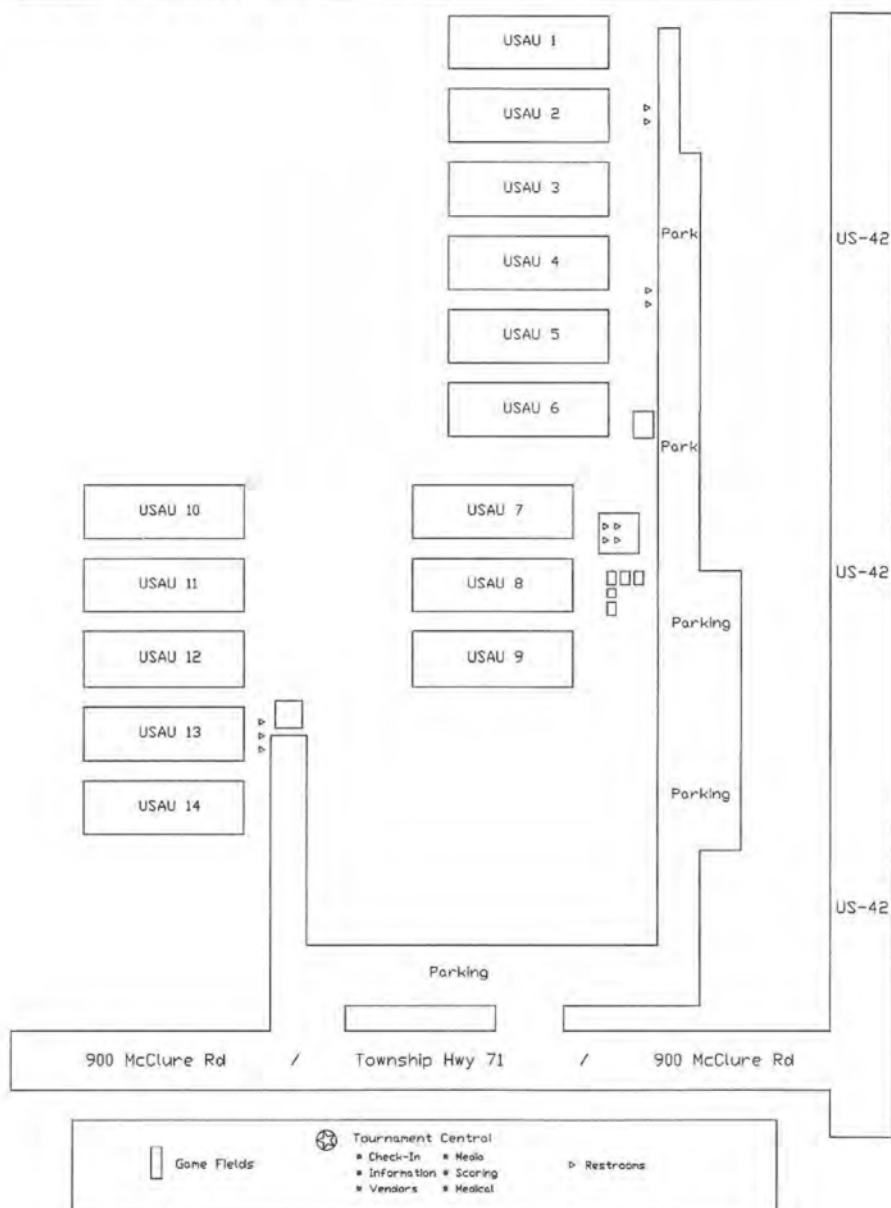 USAU 1
USAU 2
USAU 3
Park
US-42
USAU 4
USAU 5
USAU 6
Park
USAU 10
USAU 7
USAU 11
USAU 8
US-42
Parking
USAU 12
USAU 9
USAU 13
Parking
USAU 14
US-42
Parking
900 McClure Rd / Township Hwy 71 / 900 McClure Rd
Game Fields
Tournament Central
Check-In Media
Information Scoring
Vendors Medical
Restrooms